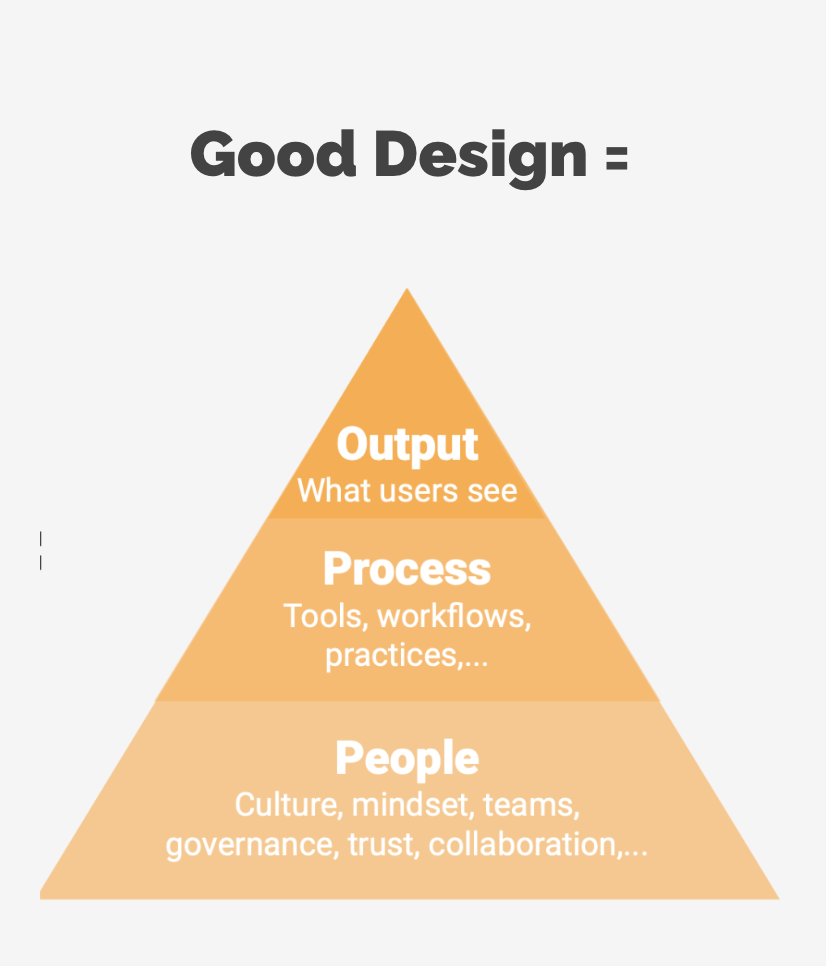 Good Design =
Output
What users see
Process
Tools, workflows,
practices,...
People
Culture, mindset, teams,
governance, trust, collaboration,...